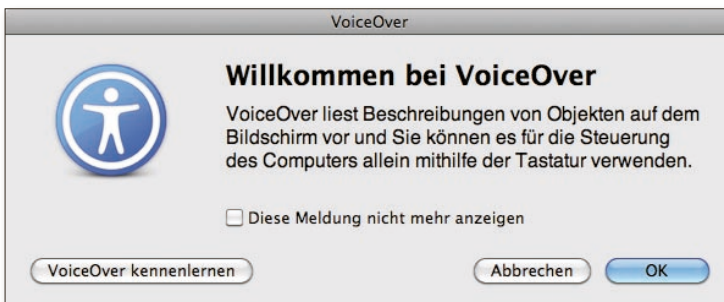 VoiceOver
Willkommen bei VoiceOver
VoiceOver liest Beschreibungen von Objekten auf dem
Bildschirm vor und Sie können es für die Steuerung
des Computers allein mithilfe der Tastatur verwenden.
Diese Meldung nicht mehr anzeigen
VoiceOver kennenlernen
Abbrechen
OK